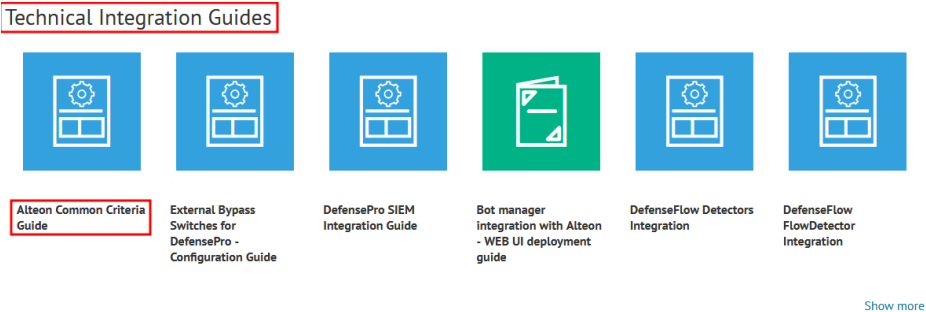 Technical Integration Guides
Alteon Common Criteria
Guide
External Bypass
Switches for
DefensePro -
Configuration Guide
DefensePro SIEM
Integration Guide
Bot manager
integration with Alteon
- WEB UI deployment
guide
DefenseFlow Detectors
Integration
DefenseFlow
FlowDetector
Integration
Show more